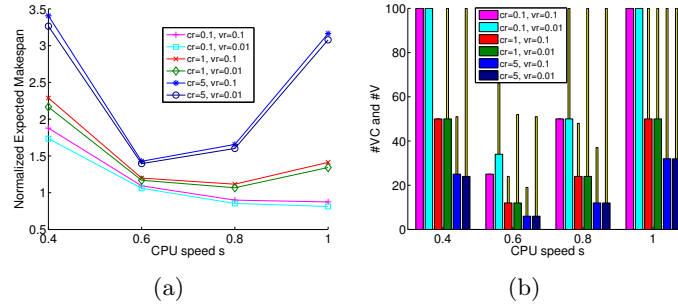 3.5
3
2.5
2
1.5
1
0.5
Normalized Expected Makespan
cr=0.1, vr=0.1
cr=0.1, vr=0.01
cr=1, vr=0.1
cr=1, vr=0.01
cr=5, vr=0.1
cr=5, vr=0.01
0.4
0.6
0.8
1
CPU speed s
(a)
100
80
60
40
20
0
#VC and #V
cr=0.1, vr=0.1
cr=0.1, vr=0.01
cr=1, vr=0.1
cr=1, vr=0.01
cr=5, vr=0.1
cr=5, vr=0.01
0.4
0.6
0.8
1
CPU speed s
(b)